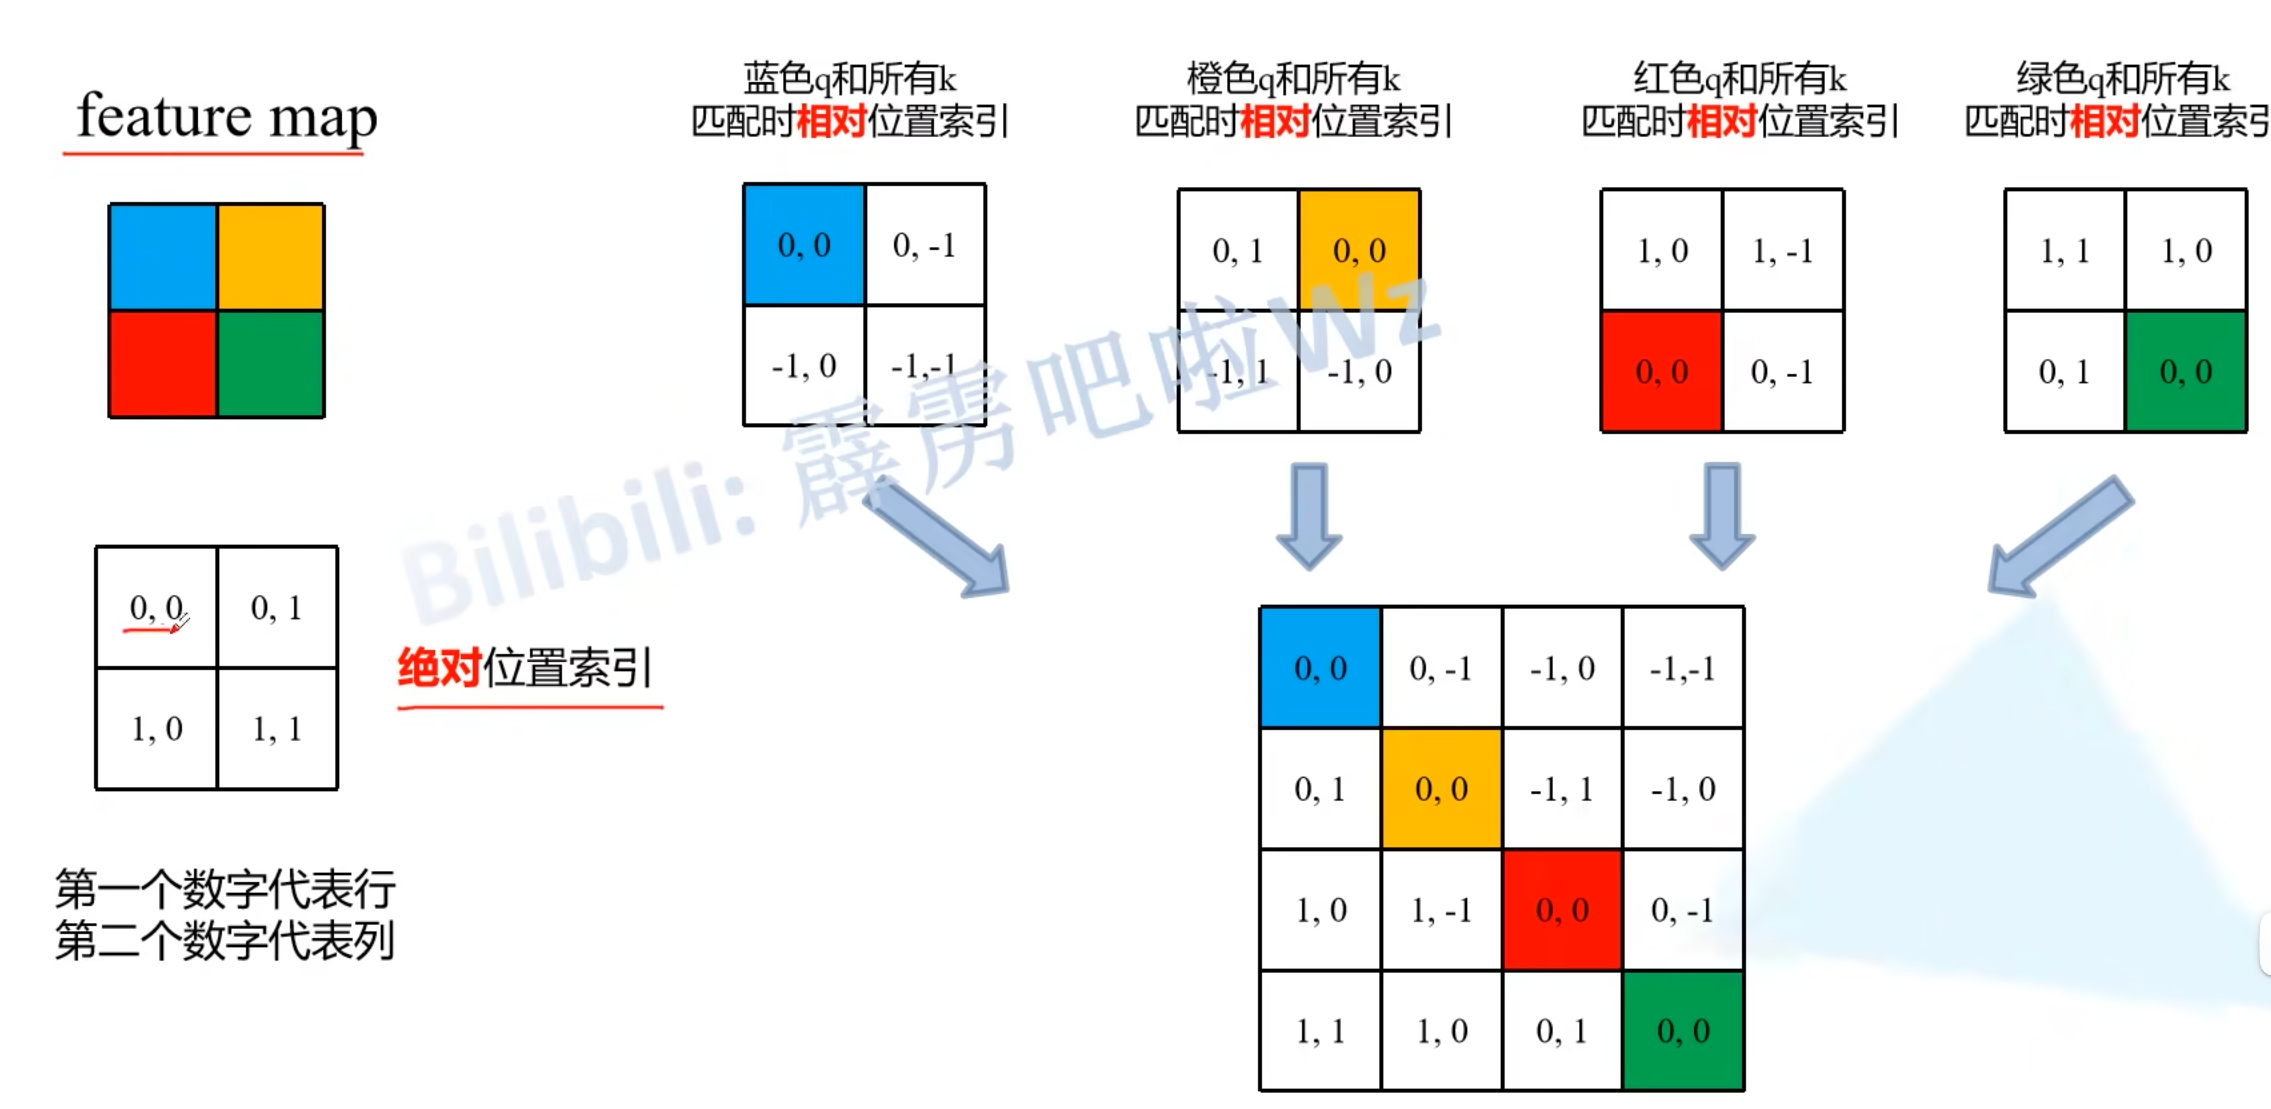 feature map
蓝色q和所有k
匹配时相对位置索引
橙色q和所有k
匹配时相对位置索引
红色q和所有k
匹配时相对位置索引
绿色q和所有k
匹配时相对位置索引
0, 0 0, -1
-1, 0 -1,-1
0, 1 0, 0
-1, 1 -1, 0
1, 0 1, -1
0, 0 0, -1
1, 1 1, 0
0, 1 0, 0
Bilibili: 霹雳吧啦Wz
0, 0 0, 1
1, 0 1, 1
绝对位置索引
第一个数字代表行
第二个数字代表列
0, 0 0, -1 -1, 0 -1,-1
0, 1 0, 0 -1, 1 -1, 0
1, 0 1, -1 0, 0 0, -1
1, 1 1, 0 0, 1 0, 0